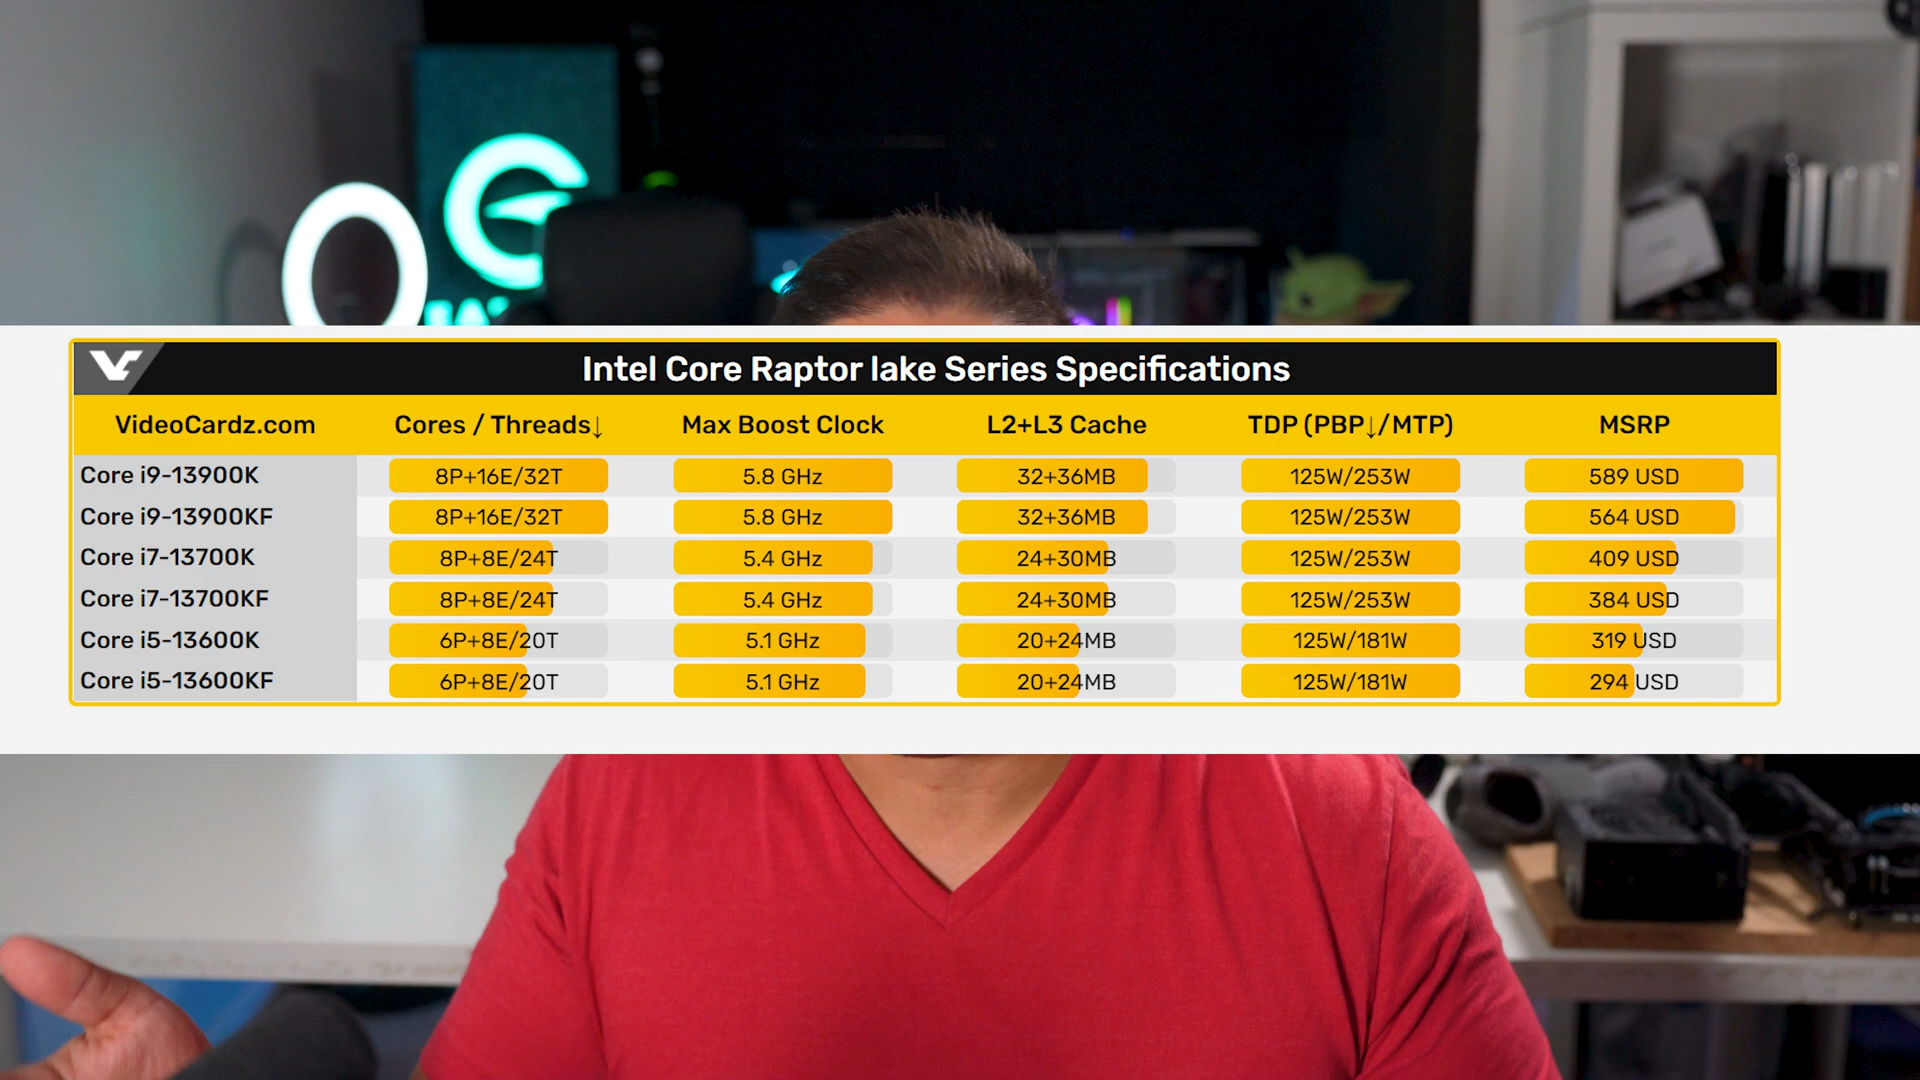 Intel Core Raptor lake Series Specifications
VideoCardz.com Cores / Threads↓ Max Boost Clock L2+L3 Cache TDP (PBP↓/MTP) MSRP
Core i9-13900K 8P+16E/32T 5.8 GHz 32+36MB 125W/253W 589 USD
Core i9-13900KF 8P+16E/32T 5.8 GHz 32+36MB 125W/253W 564 USD
Core i7-13700K 8P+8E/24T 5.4 GHz 24+30MB 125W/253W 409 USD
Core i7-13700KF 8P+8E/24T 5.4 GHz 24+30MB 125W/253W 384 USD
Core i5-13600K 6P+8E/20T 5.1 GHz 20+24MB 125W/181W 319 USD
Core i5-13600KF 6P+8E/20T 5.1 GHz 20+24MB 125W/181W 294 USD